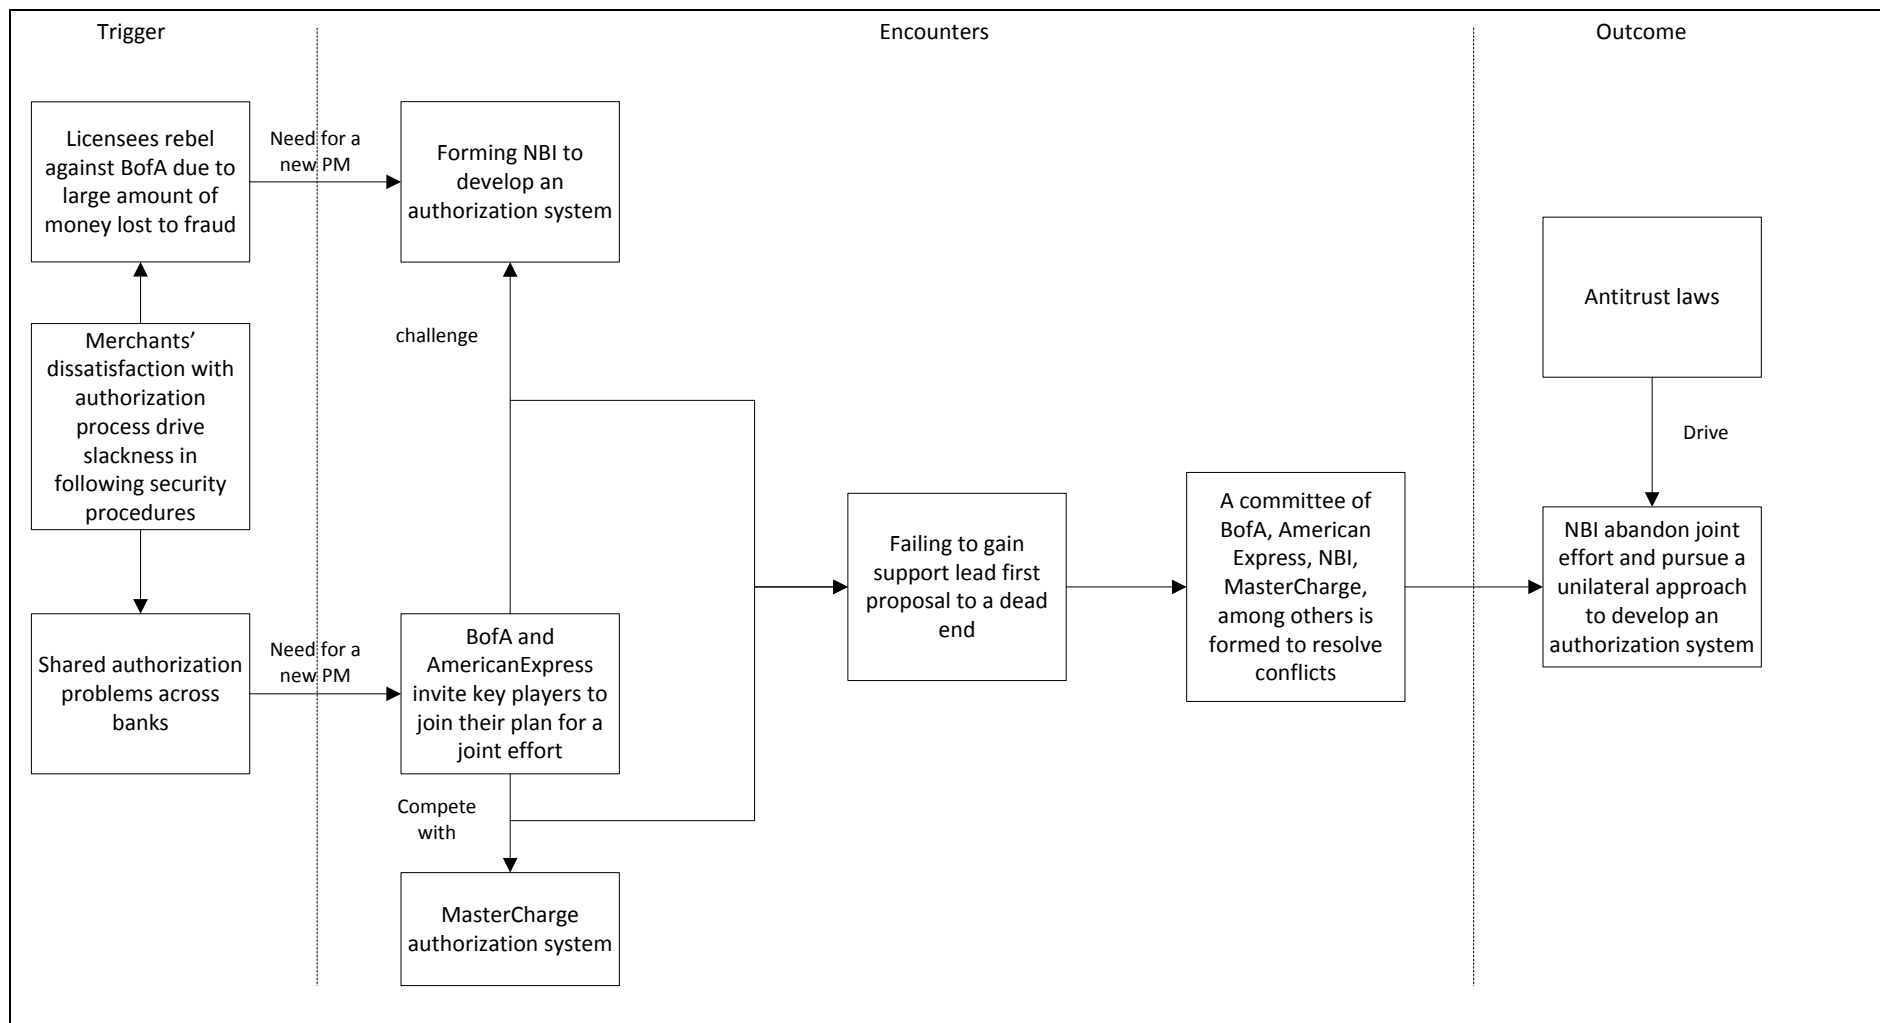 Trigger
Encounters
Outcome
Licensees rebel
against BofA due to
large amount of
money lost to fraud
Need for a
new PM
Forming NBI to
develop an
authorization system
Merchants’
dissatisfaction with
authorization
process drive
slackness in
following security
procedures
challenge
Antitrust laws
Drive
Shared authorization
problems across
banks
Need for a
new PM
BofA and
AmericanExpress
invite key players to
join their plan for a
joint effort
Failing to gain
support lead first
proposal to a dead
end
A committee of
BofA, American
Express, NBI,
MasterCharge,
among others is
formed to resolve
conflicts
NBI abandon joint
effort and pursue a
unilateral approach
to develop an
authorization system
Compete
with
MasterCharge
authorization system